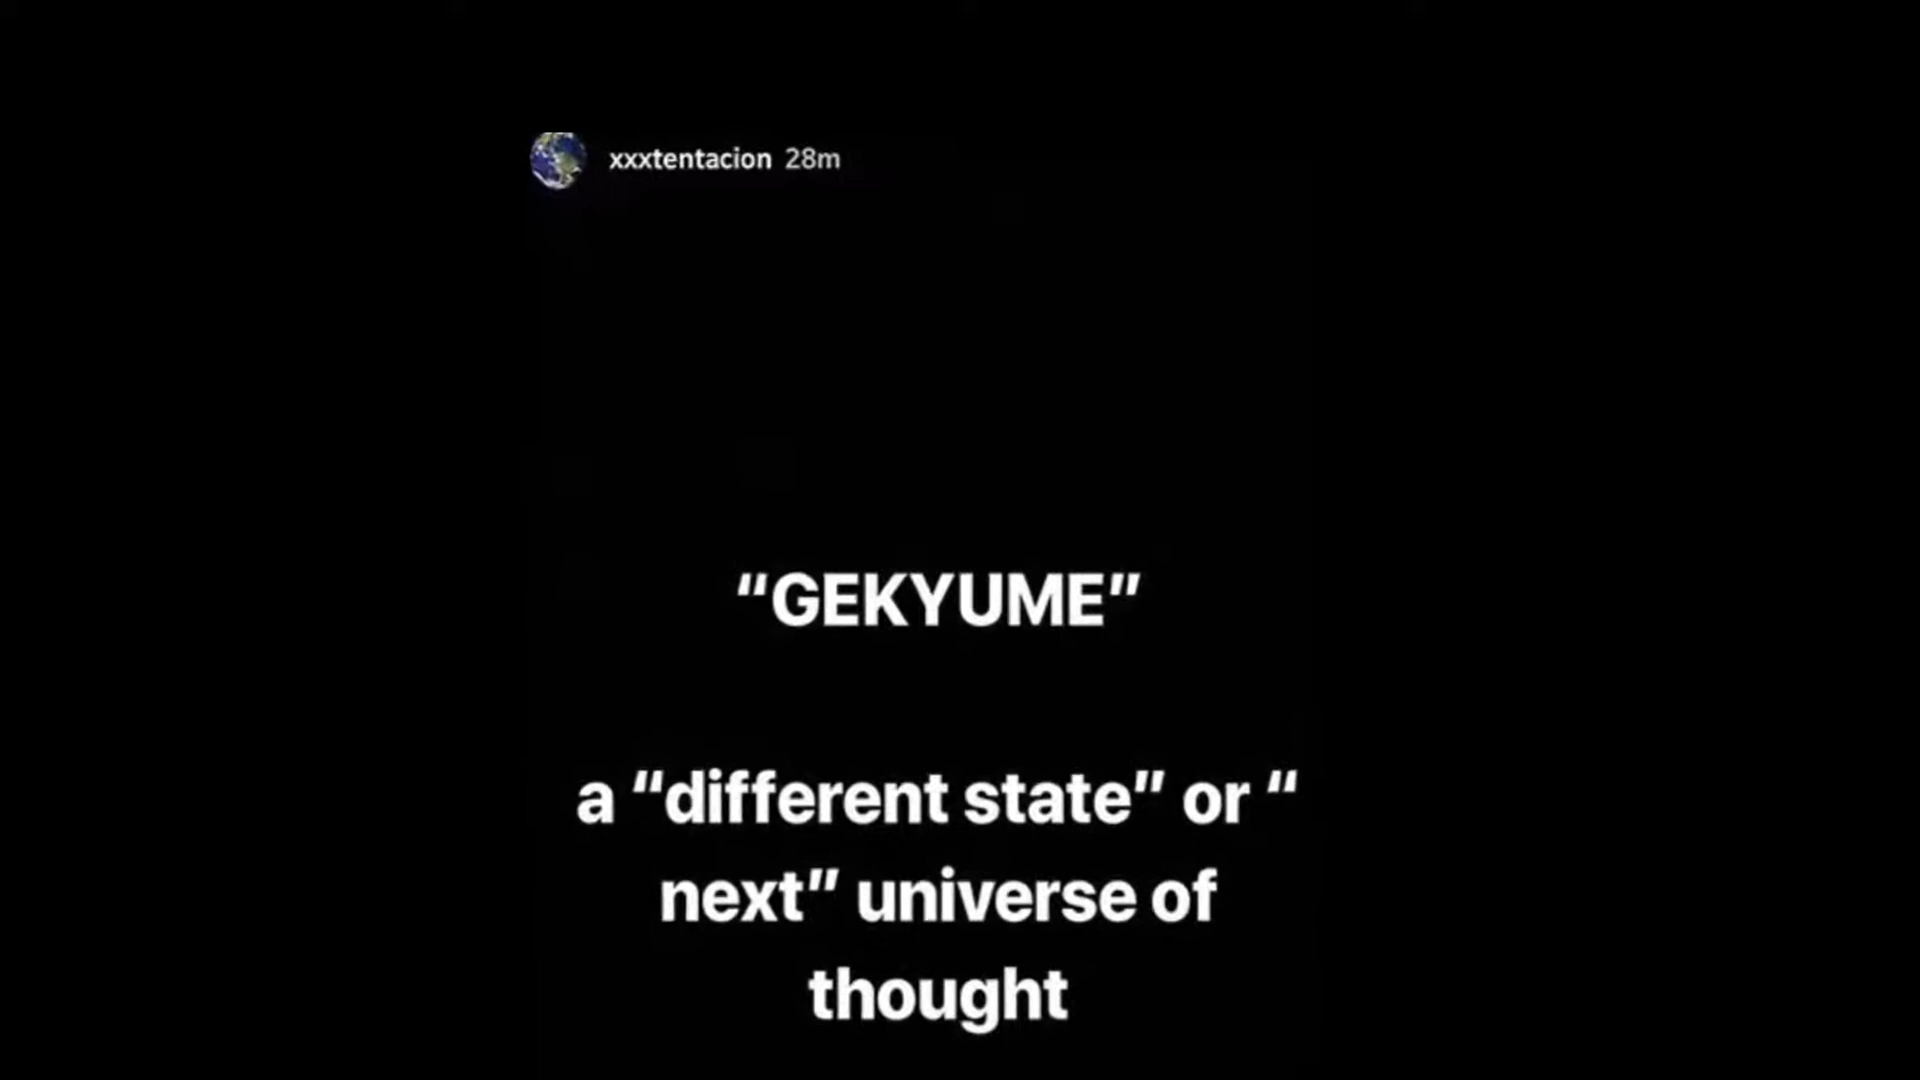 xxxtentacion 28m
“GEKYUME”
a “different state” or “
next” universe of
thought